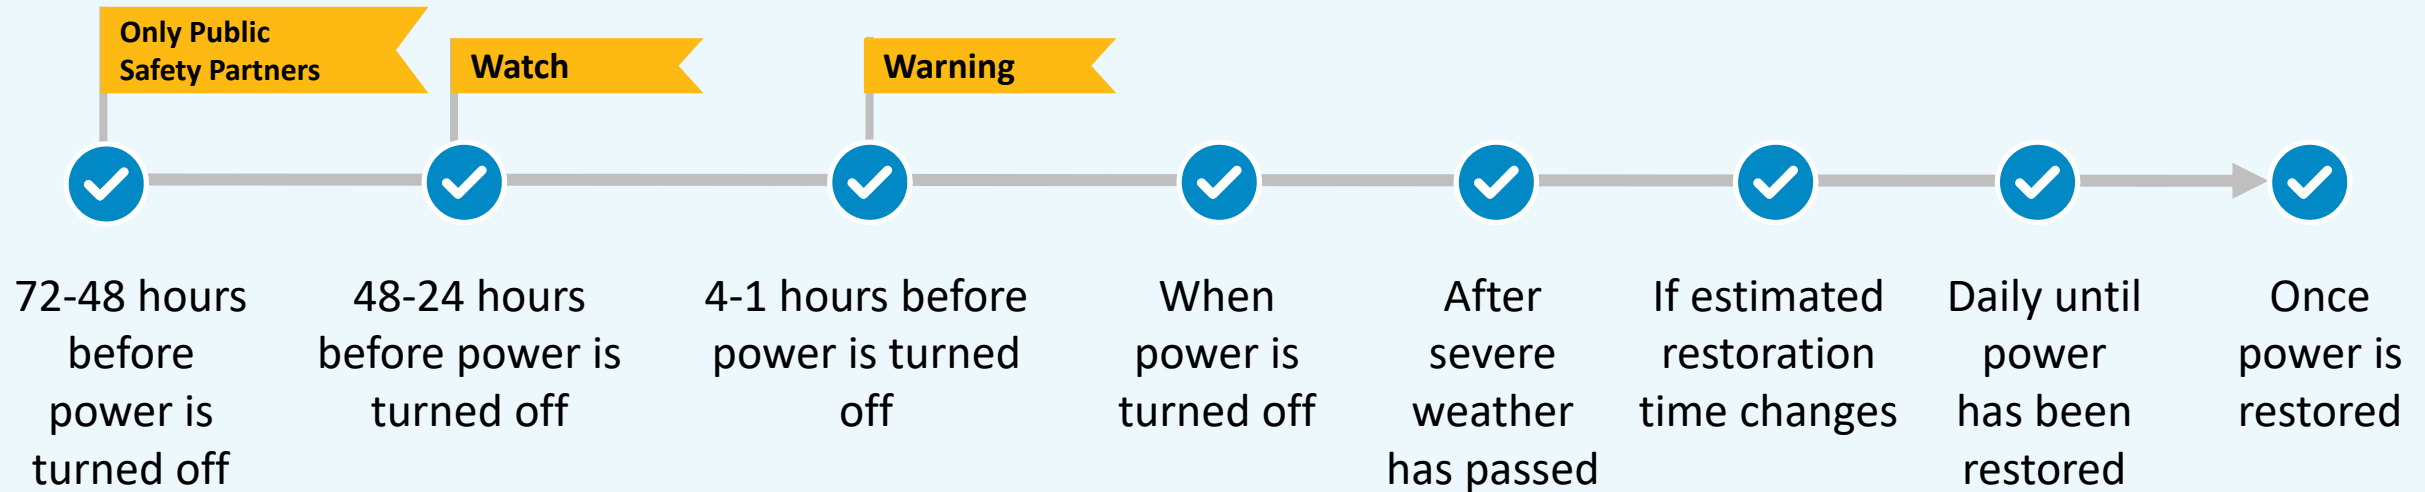 Only Public
Safety Partners
Watch
Warning
72-48 hours
before
power is
turned off
48-24 hours
before power is
turned off
4-1 hours before
power is turned
off
When
power is
turned off
After
severe
weather
has passed
If estimated
restoration
time changes
Daily until
power
has been
restored
Once
power is
restored